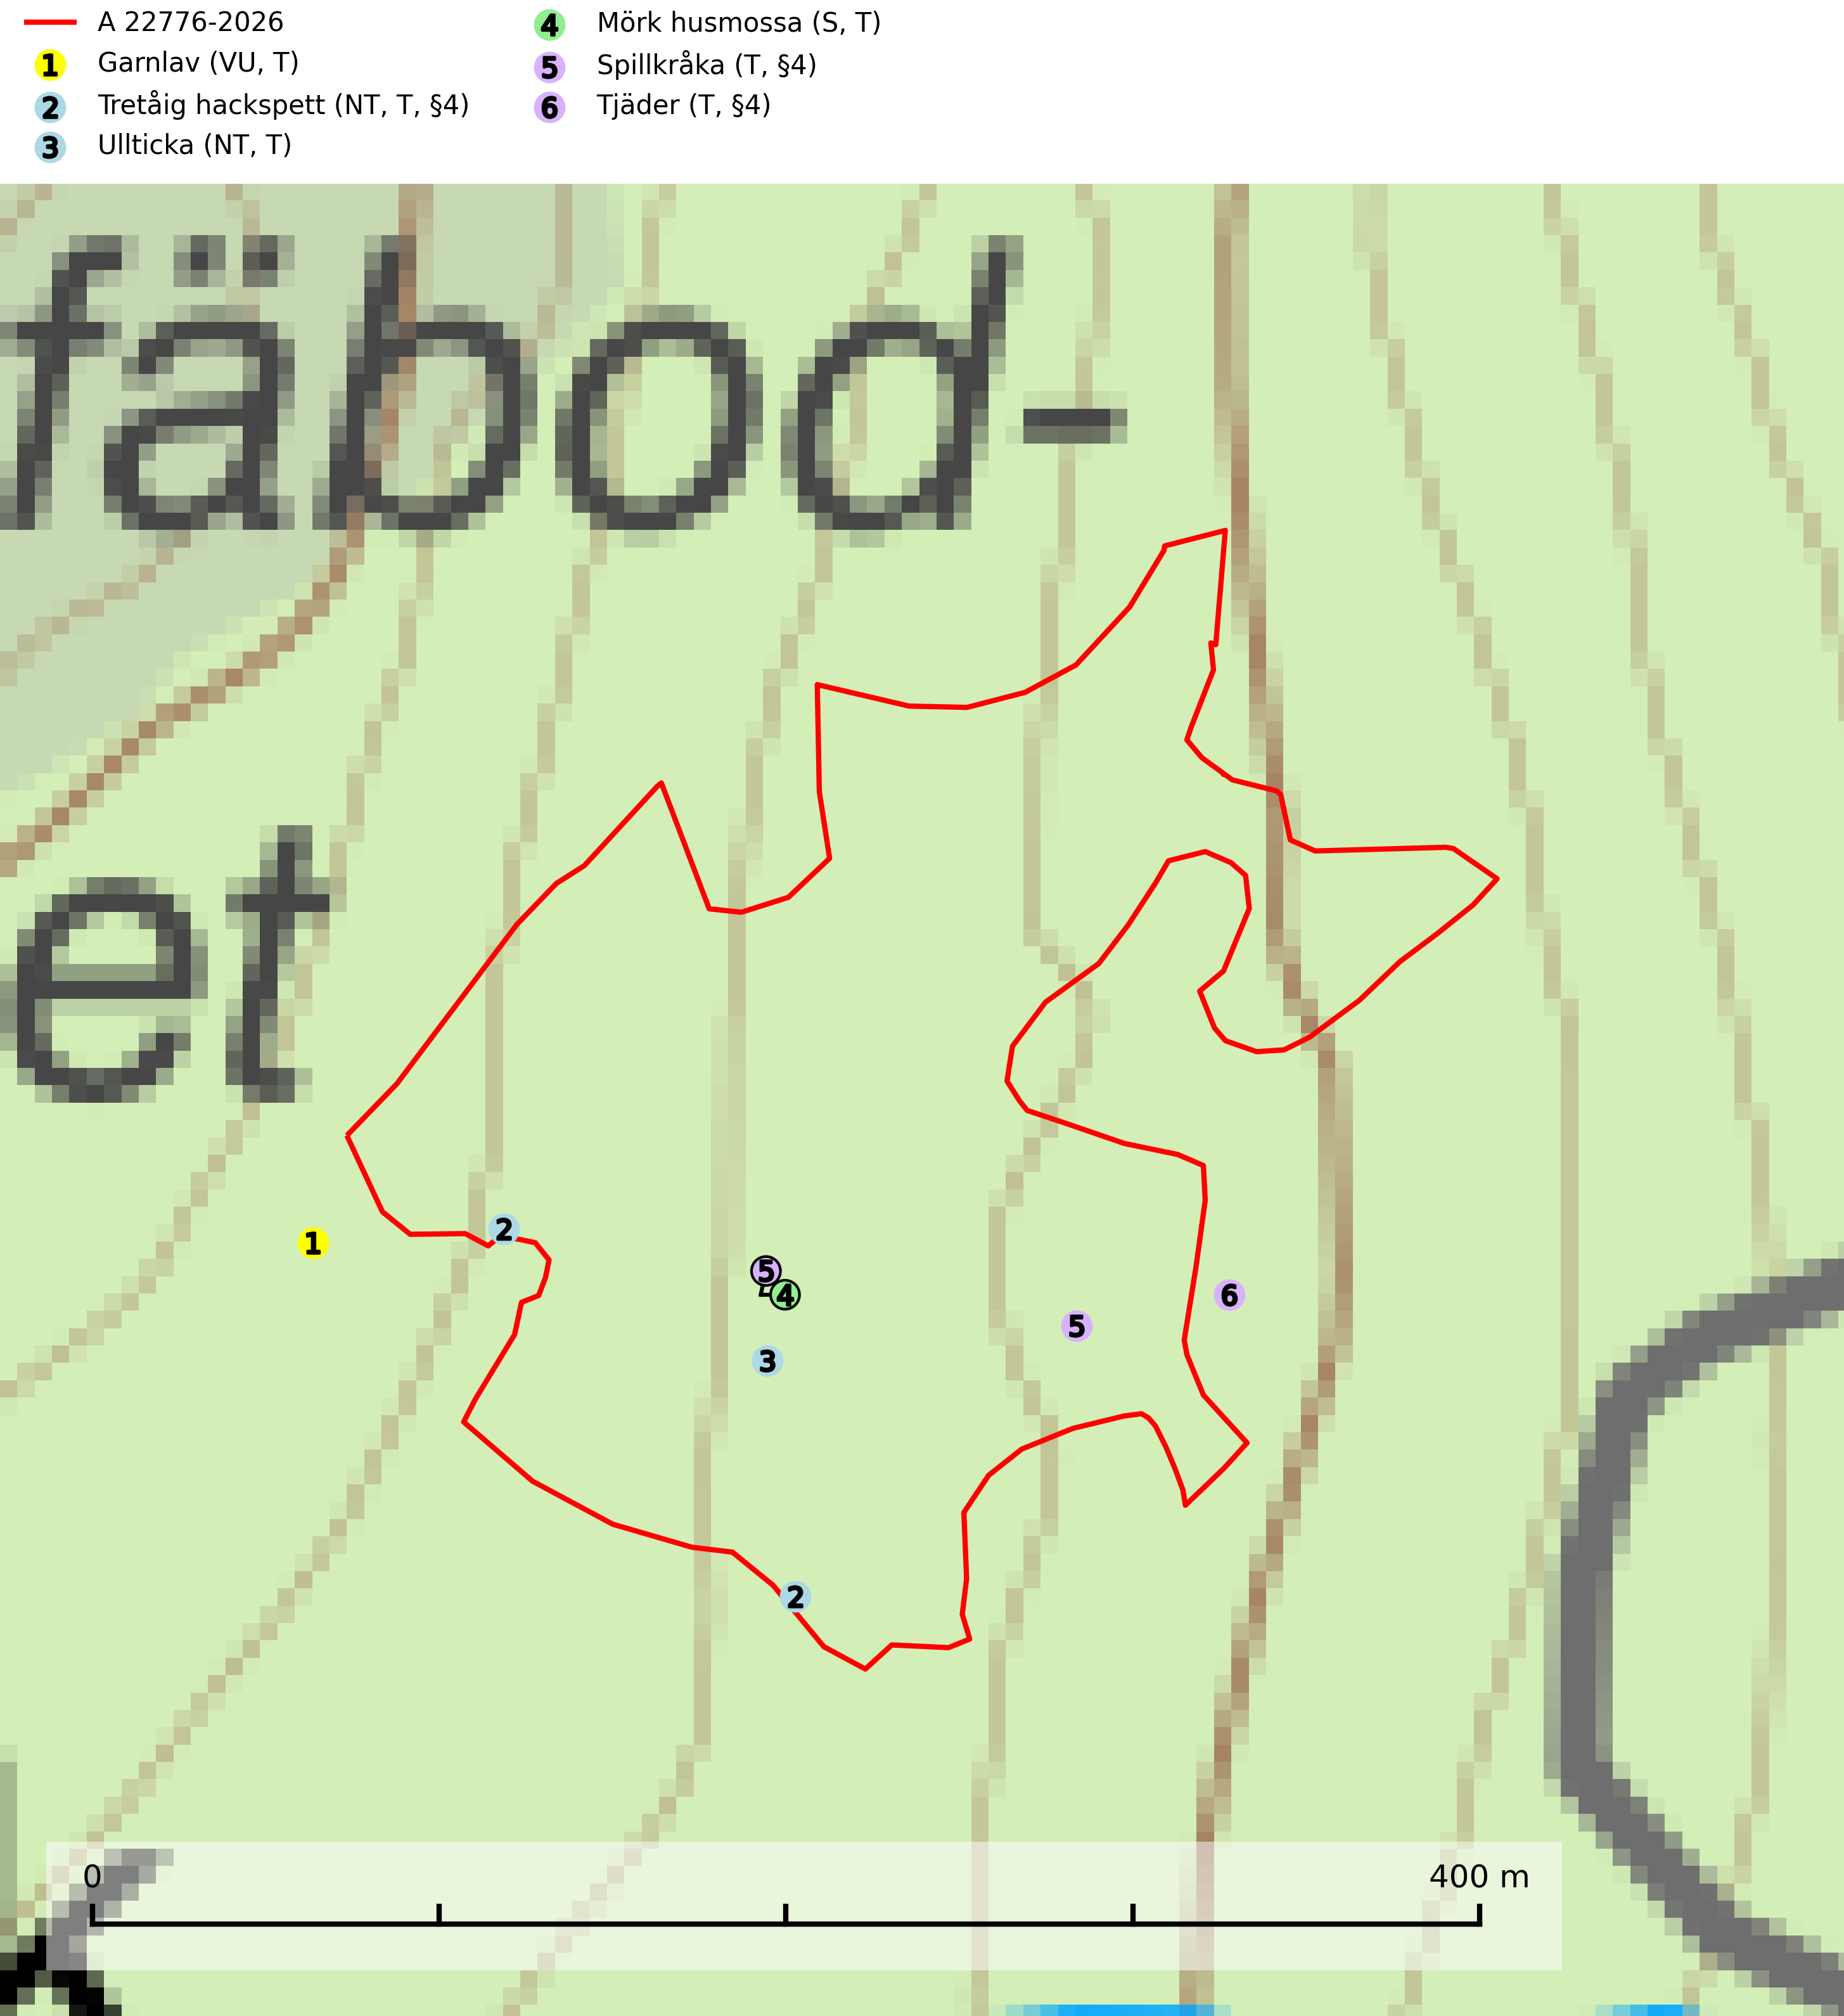 A 22776-2026
1 Garnlav (VU, T)
2 Tretåig hackspett (NT, T, §4)
3 Ullticka (NT, T)
4 Mörk husmossa (S, T)
5 Spillkråka (T, §4)
6 Tjäder (T, §4)
fäbod-
et
1
2
5
4
3
5
6
2
0 400 m